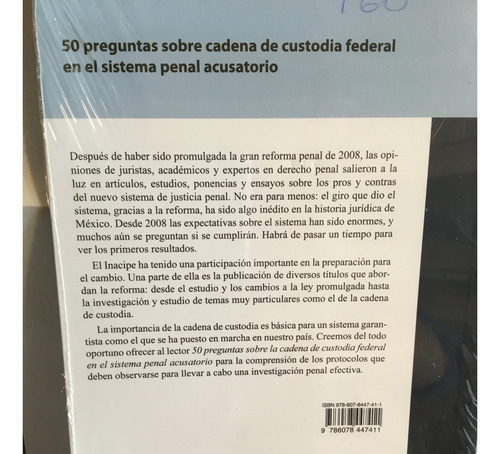 160
50 preguntas sobre cadena de custodia federal
en el sistema penal acusatorio
Después de haber sido promulgada la gran reforma penal de 2008, las opi-
niones de juristas, académicos y expertos en derecho penal salieron a la
luz en artículos, estudios, ponencias y ensayos sobre los pros y contras
del nuevo sistema de justicia penal. No era para menos: el giro que dio el
sistema, gracias a la reforma, ha sido algo inédito en la historia jurídica de
México. Desde 2008 las expectativas sobre el sistema han sido enormes, y
muchos aún se preguntan si se cumplirán. Habrá de pasar un tiempo para
ver los primeros resultados.
El Inacipe ha tenido una participación importante en la preparación para
el cambio. Una parte de ella es la publicación de diversos títulos que abor-
dan la reforma: desde el estudio y los cambios a la ley promulgada hasta
la investigación y estudio de temas muy particulares como el de la cadena
de custodia.
La importancia de la cadena de custodia es básica para un sistema garan-
tista como el que se ha puesto en marcha en nuestro país. Creemos del todo
oportuno ofrecer al lector 50 preguntas sobre la cadena de custodia federal
en el sistema penal acusatorio para la comprensión de los protocolos que
deben observarse para llevar a cabo una investigación penal efectiva.
ISBN 978-607-8447-41-1
9 786078 447411